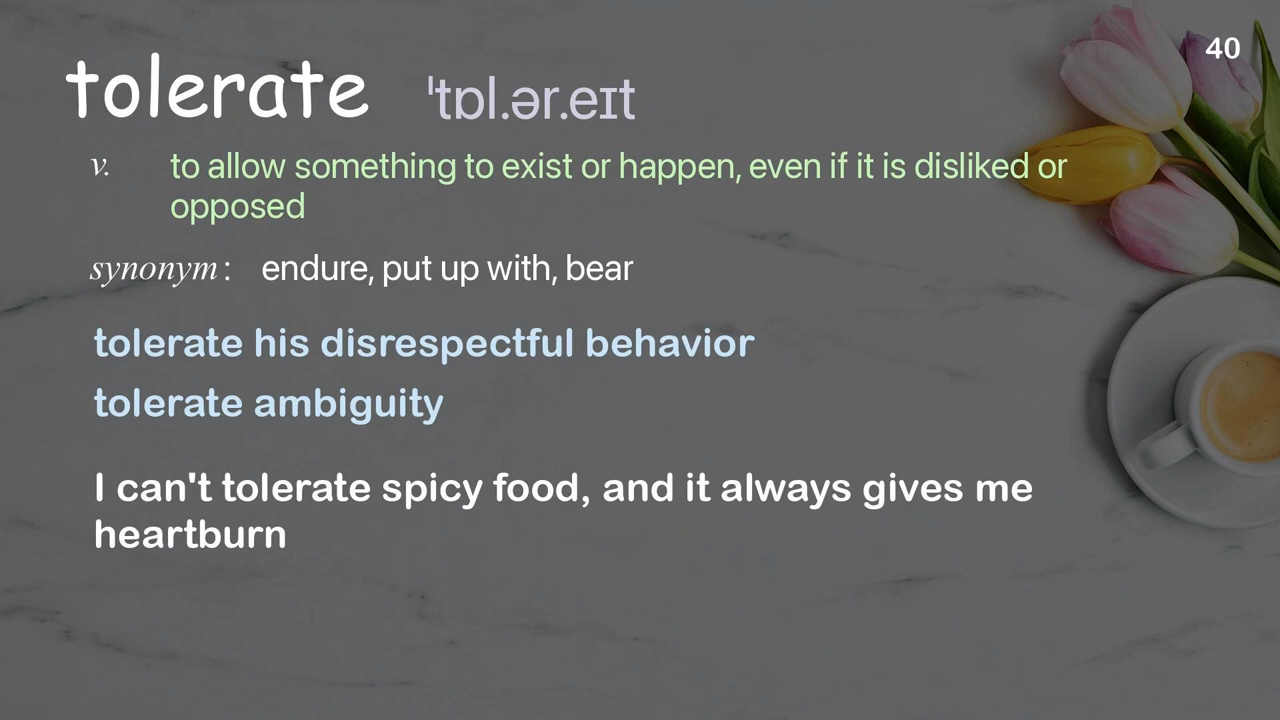 40
tolerate ˈtɒl.ər.eɪt
v. to allow something to exist or happen, even if it is disliked or
opposed
synonym: endure, put up with, bear
tolerate his disrespectful behavior
tolerate ambiguity
I can't tolerate spicy food, and it always gives me
heartburn